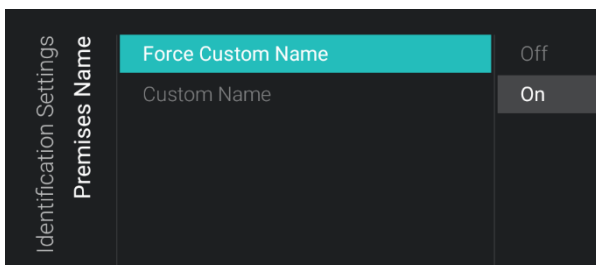 Identification Settings
Premises Name
Force Custom Name
Custom Name
Off
On